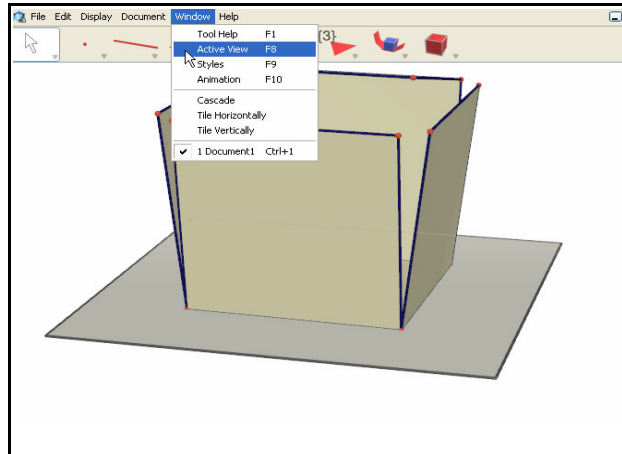 File Edit Display Document Window Help
{3}
Tool Help F1
Active View F8
Styles F9
Animation F10
Cascade
Tile Horizontally
Tile Vertically
1 Document1 Ctrl+1